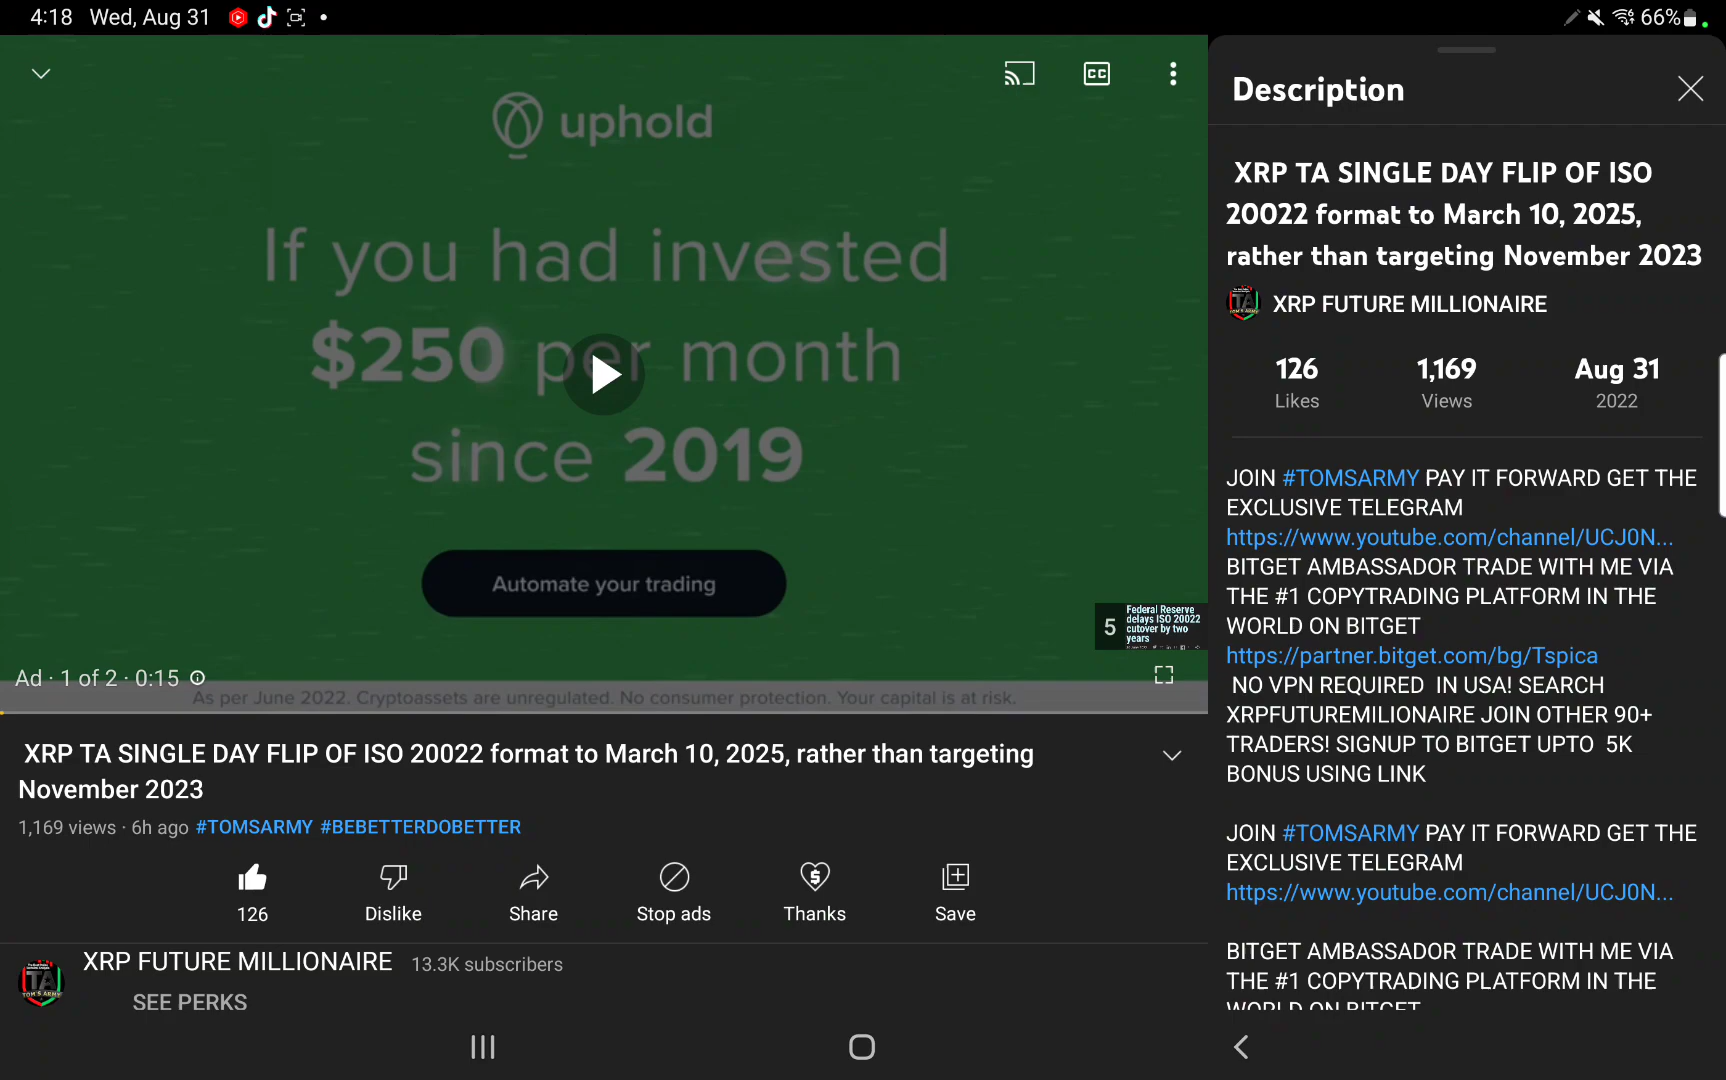 4:18 Wed, Aug 31
66%
uphold
If you had invested
$250 per month
since 2019
Automate your trading
5
Federal Reserve
delays ISO 20022
cutover by two
years
Ad · 1 of 2 · 0:15
As per June 2022. Cryptoassets are unregulated. No consumer protection. Your capital is at risk.
XRP TA SINGLE DAY FLIP OF ISO 20022 format to March 10, 2025, rather than targeting
November 2023
1,169 views · 6h ago #TOMSARMY #BEBETTERDOBETTER
126
Dislike
Share
Stop ads
Thanks
Save
XRP FUTURE MILLIONAIRE 13.3K subscribers
SEE PERKS
Description
XRP TA SINGLE DAY FLIP OF ISO
20022 format to March 10, 2025,
rather than targeting November 2023
XRP FUTURE MILLIONAIRE
126 1,169 Aug 31
Likes Views 2022
JOIN #TOMSARMY PAY IT FORWARD GET THE
EXCLUSIVE TELEGRAM
https://www.youtube.com/channel/UCJ0N...
BITGET AMBASSADOR TRADE WITH ME VIA
THE #1 COPYTRADING PLATFORM IN THE
WORLD ON BITGET
https://partner.bitget.com/bg/Tspica
NO VPN REQUIRED IN USA! SEARCH
XRPFUTUREMILIONAIRE JOIN OTHER 90+
TRADERS! SIGNUP TO BITGET UPTO 5K
BONUS USING LINK
JOIN #TOMSARMY PAY IT FORWARD GET THE
EXCLUSIVE TELEGRAM
https://www.youtube.com/channel/UCJ0N...
BITGET AMBASSADOR TRADE WITH ME VIA
THE #1 COPYTRADING PLATFORM IN THE
WORLD ON BITGET